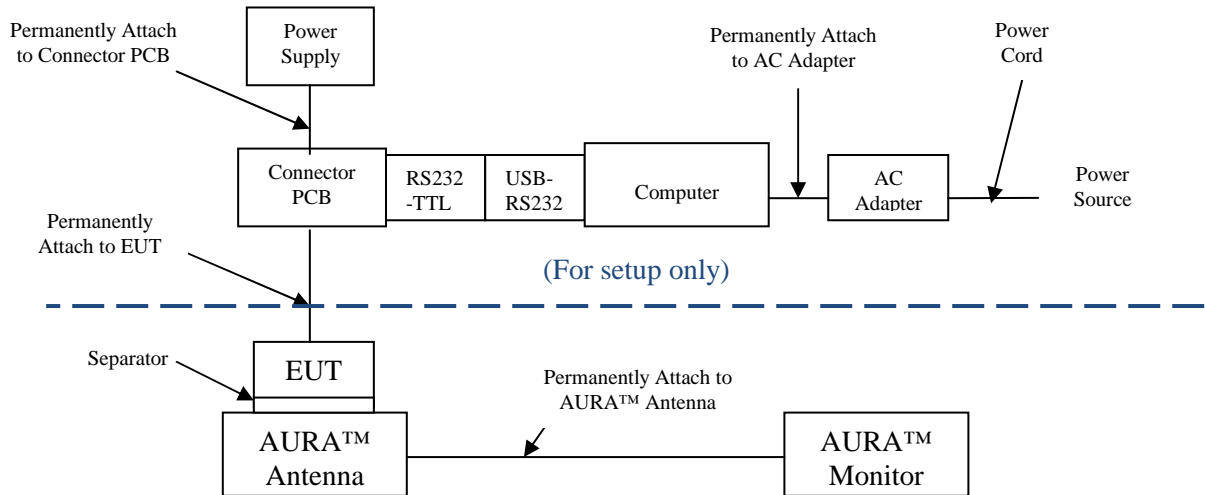 Permanently Attach
to Connector PCB
Power
Supply
Permanently Attach
to AC Adapter
Power
Cord
Connector
PCB
RS232
-TTL
USB-
RS232
Computer
AC
Adapter
Power
Source
Permanently
Attach to EUT
(For setup only)
Separator
EUT
Permanently Attach to
AURA™ Antenna
AURA™
Antenna
AURA™
Monitor